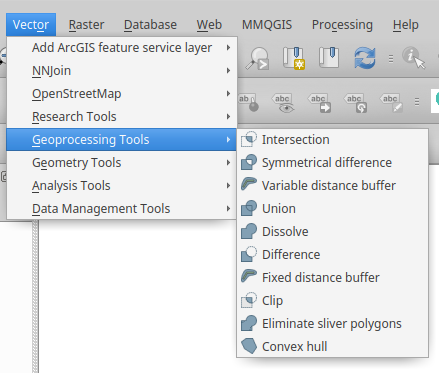 Vector Raster Database Web MMQGIS Processing Help
Add ArcGIS feature service layer
NNJoin
OpenStreetMap
Research Tools
Geoprocessing Tools
Geometry Tools
Analysis Tools
Data Management Tools
abc abc abc abc abc
Intersection
Symmetrical difference
Variable distance buffer
Union
Dissolve
Difference
Fixed distance buffer
Clip
Eliminate sliver polygons
Convex hull